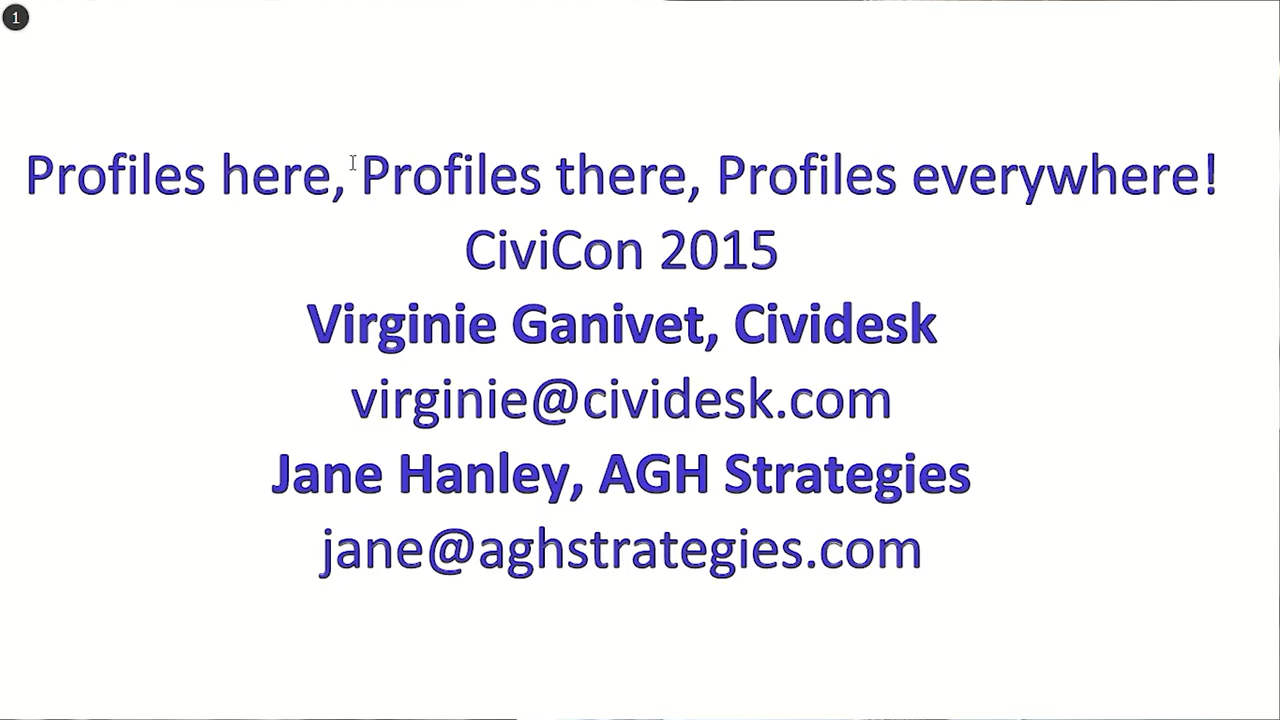 1
Profiles here, Profiles there, Profiles everywhere!
CiviCon 2015
Virginie Ganivet, Cividesk
virginie@cividesk.com
Jane Hanley, AGH Strategies
jane@aghstrategies.com